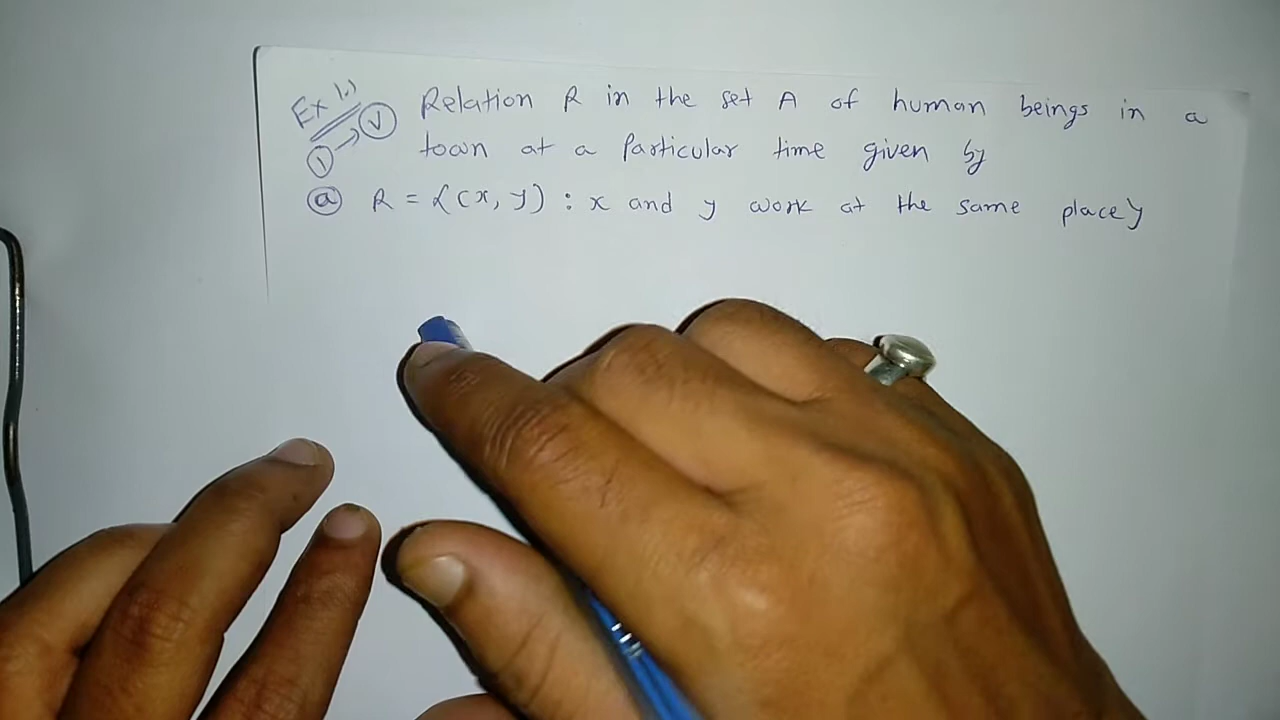 Ex 1.1
Relation R in the set A of human beings in a
① → ⓥ town at a Particular time given by
ⓐ R = {(x, y) : x and y work at the same place}